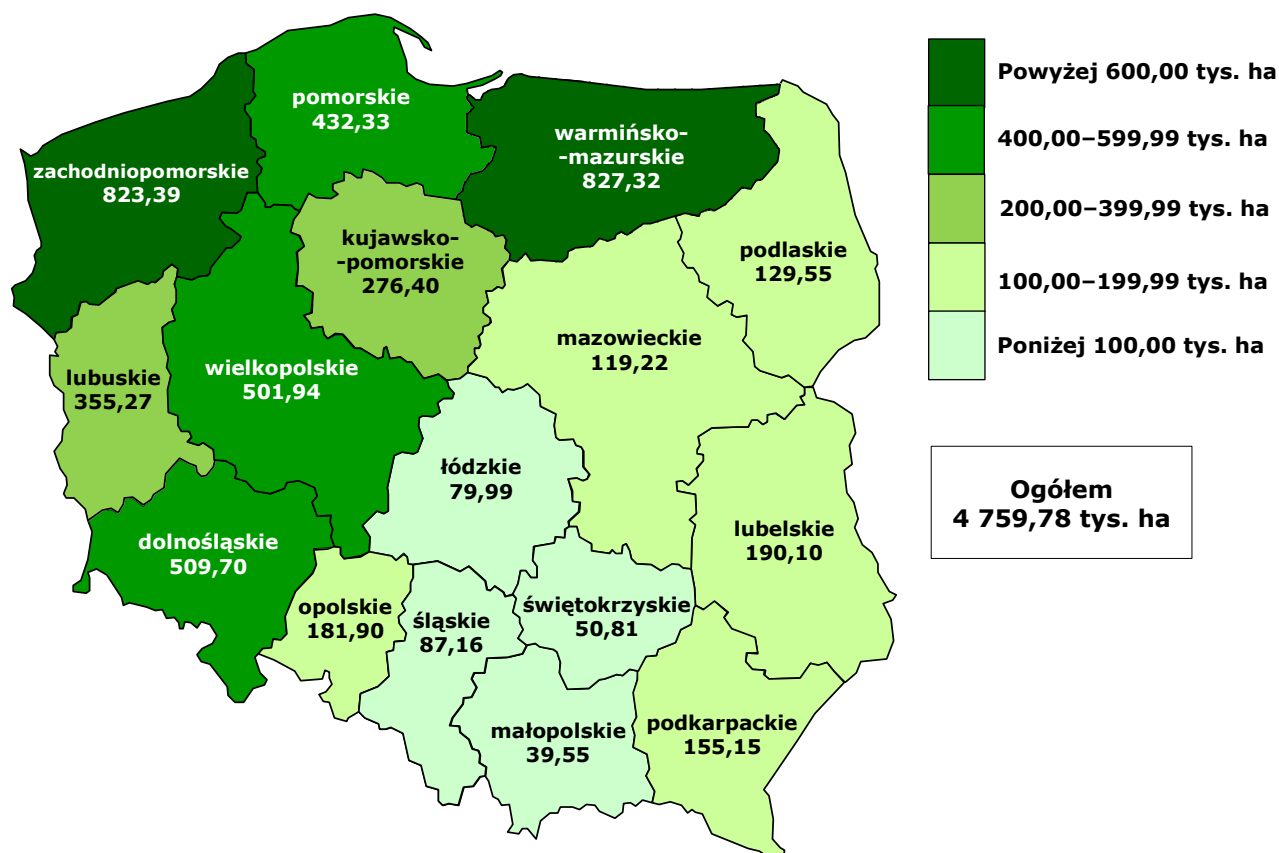 pomorskie
432,33
warmińsko-
-mazurskie
827,32
zachodniopomorskie
823,39
podlaskie
129,55
kujawsko-
-pomorskie
276,40
mazowieckie
119,22
wielkopolskie
501,94
lubuskie
355,27
łódzkie
79,99
lubelskie
190,10
dolnośląskie
509,70
opolskie
181,90
śląskie
87,16
świętokrzyskie
50,81
małopolskie
39,55
podkarpackie
155,15
Powyżej 600,00 tys. ha
400,00–599,99 tys. ha
200,00–399,99 tys. ha
100,00–199,99 tys. ha
Poniżej 100,00 tys. ha
Ogółem
4 759,78 tys. ha